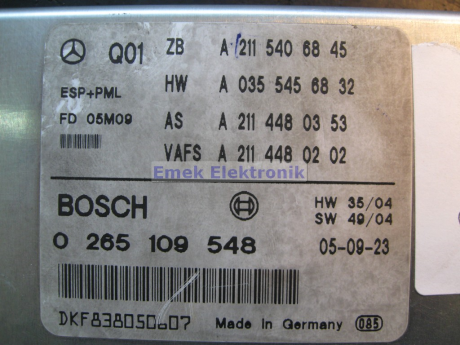 Q01 ZB A 211 540 68 45
ESP+PML HW A 035 545 68 32
FD 05M09 AS A 211 448 03 53
VAFS A 211 448 02 02
Emek Elektronik
BOSCH HW 35/04
SW 49/04
0 265 109 548 05-09-23
DKF838050607 Made in Germany 085